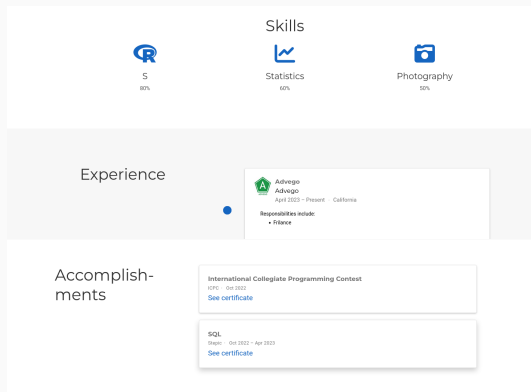 Skills
R
S
Statistics
Photography
80%
60%
50%
Experience
A
Advego
Advego
April 2023 – Present · California
Responsibilities include:
• Frilance
Accomplish-
ments
International Collegiate Programming Contest
ICPC · Oct 2022
See certificate
SQL
Stepic · Oct 2022 – Apr 2023
See certificate